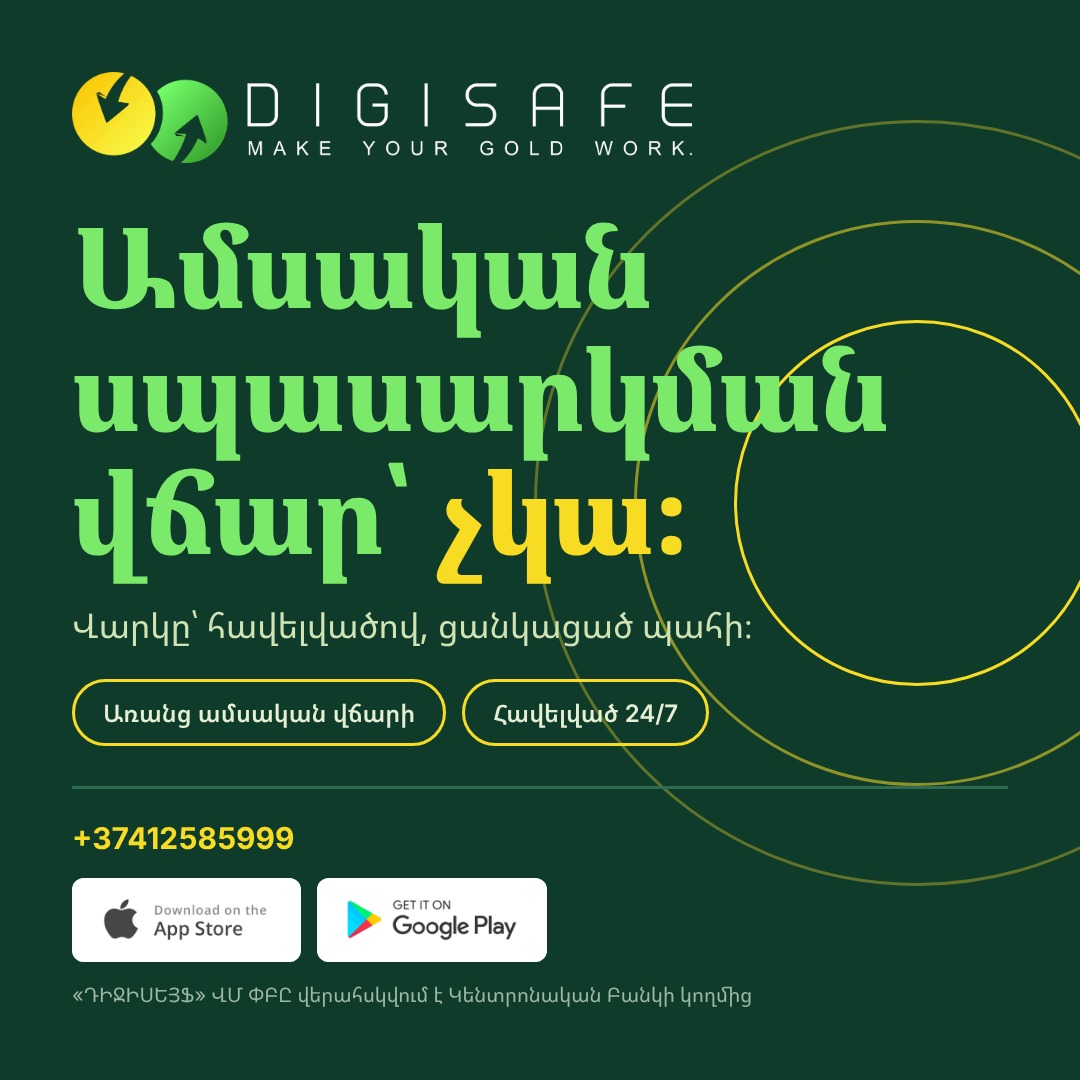 DIGISAFE
MAKE YOUR GOLD WORK.
Ամսական
սպասարկման
վճար՝ չկա:
Վարկը՝ հավելվածով, ցանկացած պահի:
Առանց ամսական վճարի
Հավելված 24/7
+37412585999
Download on the
App Store
GET IT ON
Google Play
«ԴԻՋԻՍԵՅՖ» ՎՄ ՓԲԸ վերահսկվում է Կենտրոնական Բանկի կողմից